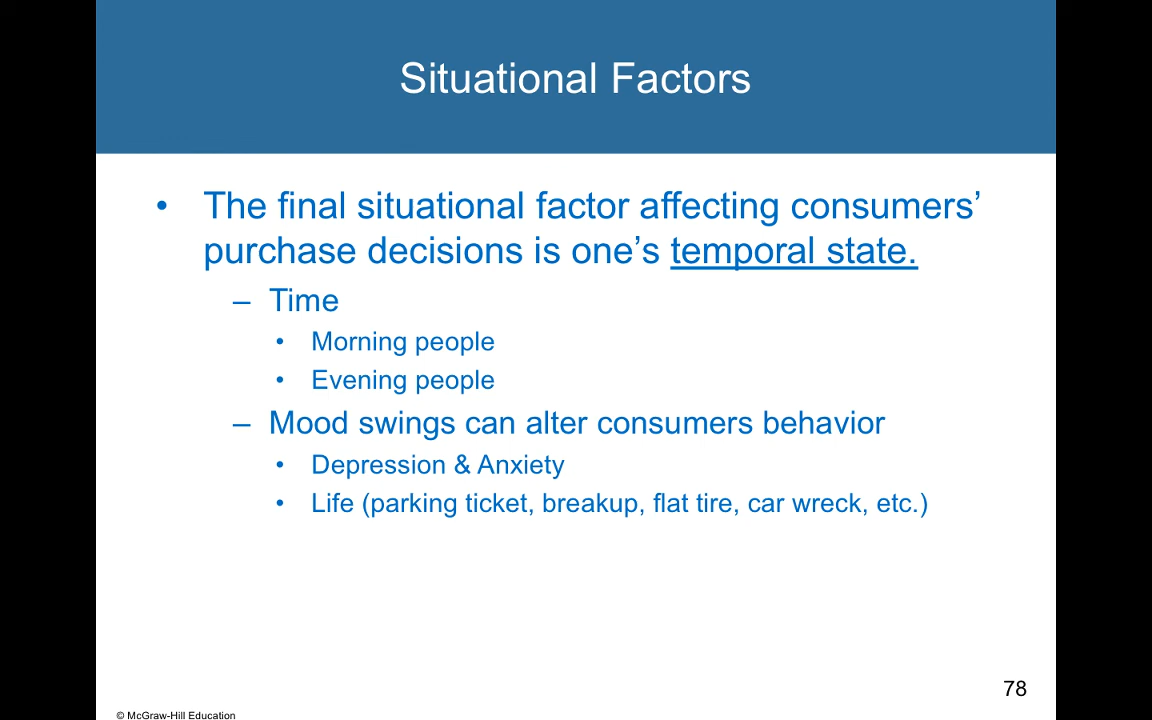 Situational Factors
• The final situational factor affecting consumers’
purchase decisions is one’s temporal state.
– Time
• Morning people
• Evening people
– Mood swings can alter consumers behavior
• Depression & Anxiety
• Life (parking ticket, breakup, flat tire, car wreck, etc.)
78
© McGraw-Hill Education